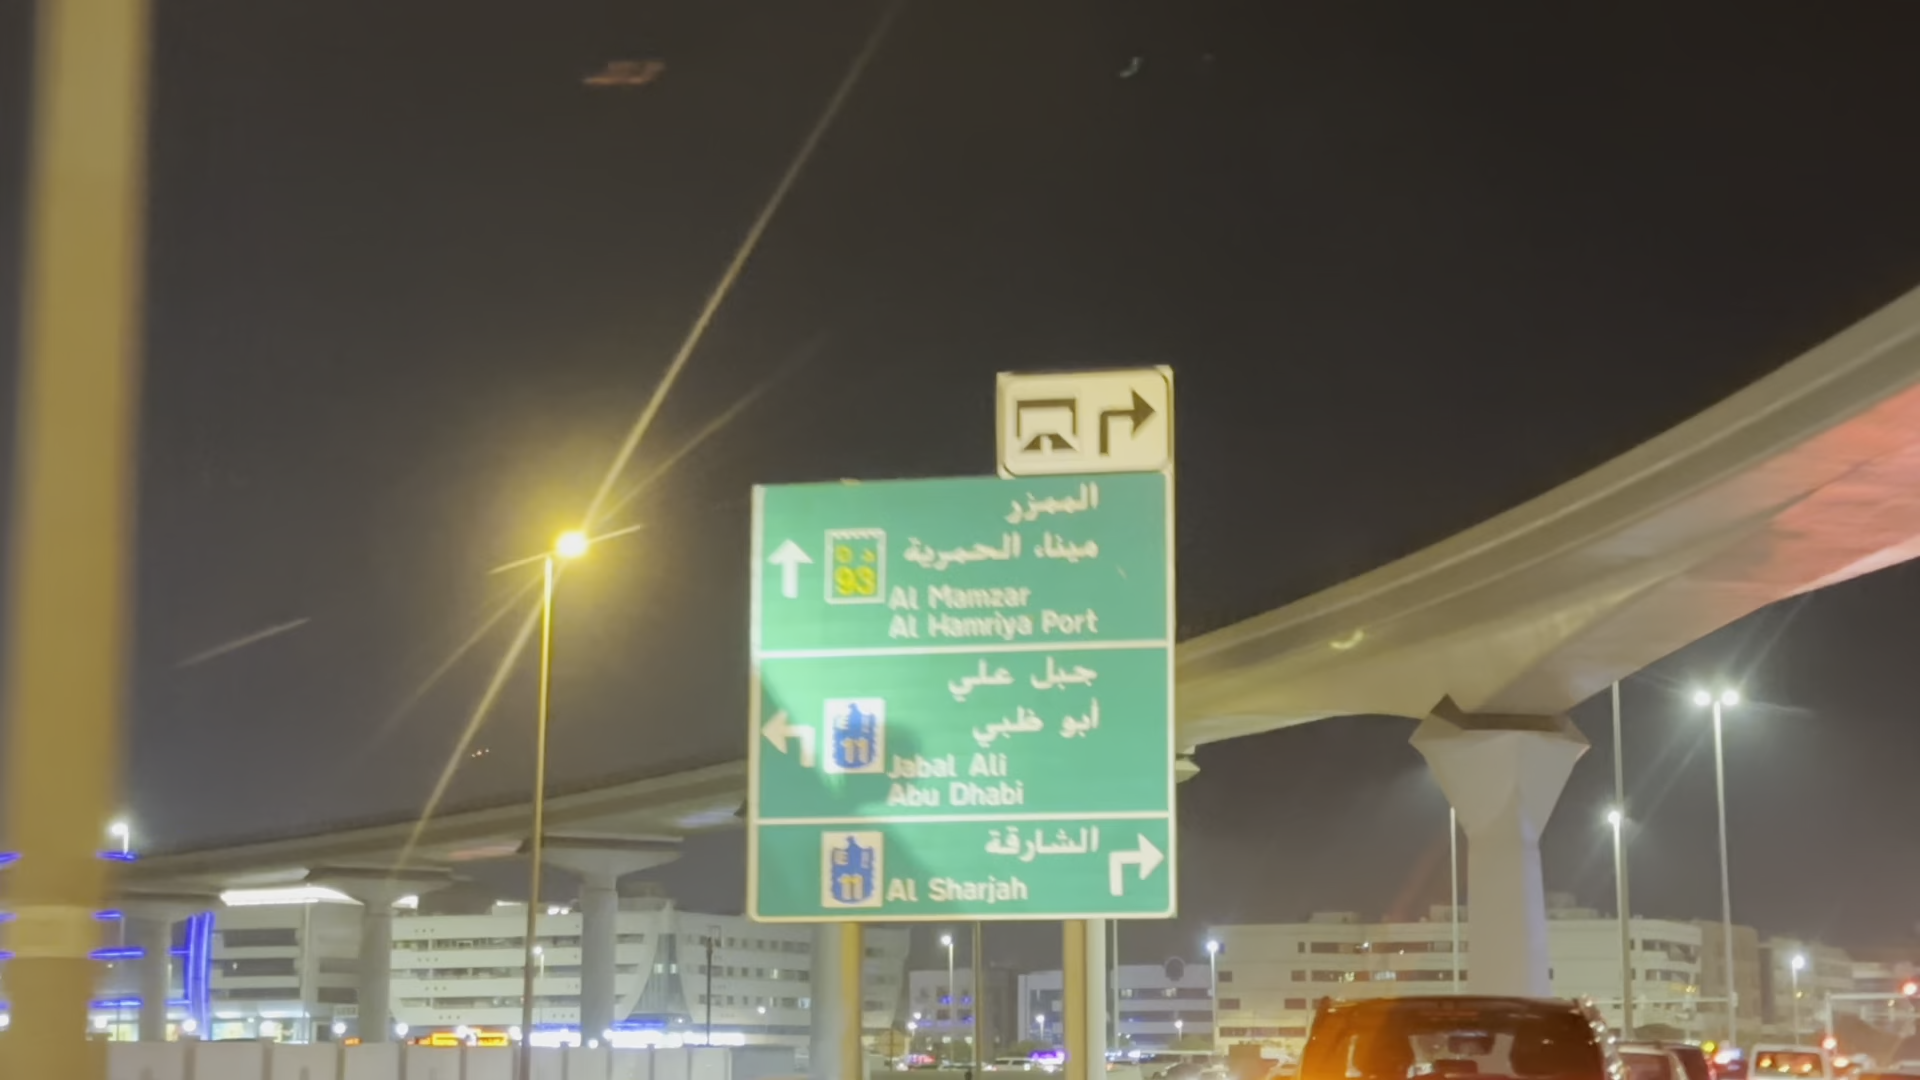 الممزر
ميناء الحمرية
D د
93
Al Mamzar
Al Hamriya Port
جبل علي
أبو ظبي
E
11
Jabal Ali
Abu Dhabi
الشارقة
E
11
Al Sharjah